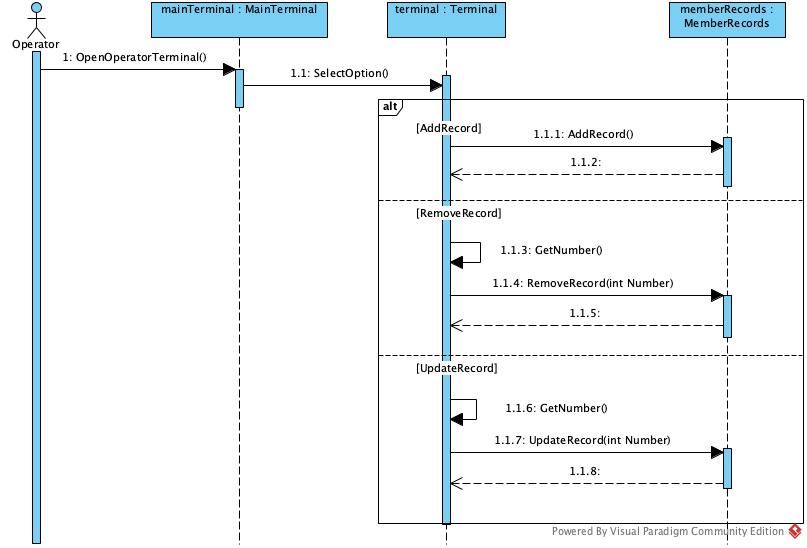 mainTerminal : MainTerminal
terminal : Terminal
memberRecords :
MemberRecords
Operator
1: OpenOperatorTerminal()
1.1: SelectOption()
alt
[AddRecord]
1.1.1: AddRecord()
1.1.2:
[RemoveRecord]
1.1.3: GetNumber()
1.1.4: RemoveRecord(int Number)
1.1.5:
[UpdateRecord]
1.1.6: GetNumber()
1.1.7: UpdateRecord(int Number)
1.1.8:
Powered By Visual Paradigm Community Edition